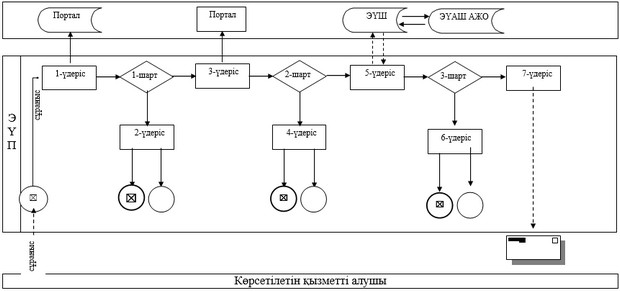 Портал
Портал
ЭҮШ
ЭҮАШ АЖО
1-үдеріс
1-шарт
3-үдеріс
2-шарт
5-үдеріс
3-шарт
7-үдеріс
сұраныс
ЭҮП
2-үдеріс
4-үдеріс
6-үдеріс
сұраныс
Көрсетілетін қызметті алушы